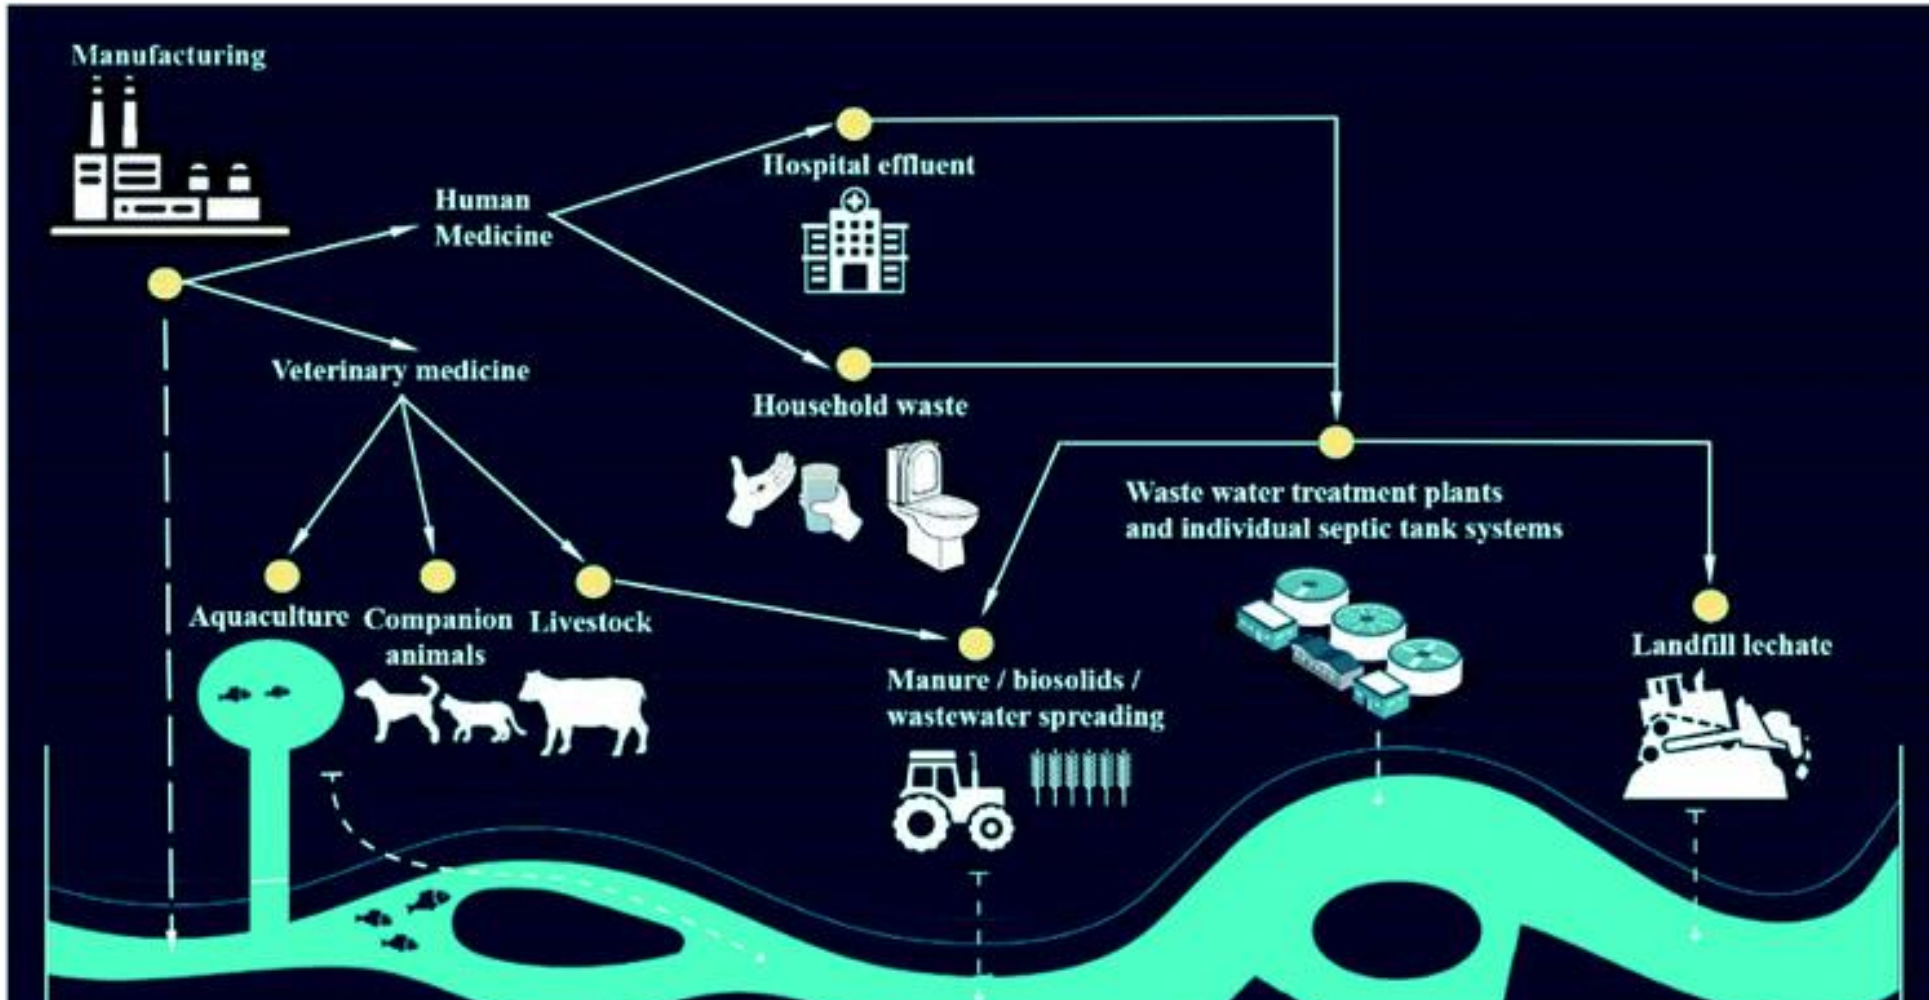 Manufacturing
Human
Medicine
Hospital effluent
Veterinary medicine
Household waste
Waste water treatment plants
and individual septic tank systems
Aquaculture
Companion
animals
Livestock
Manure / biosolids /
wastewater spreading
Landfill lechate